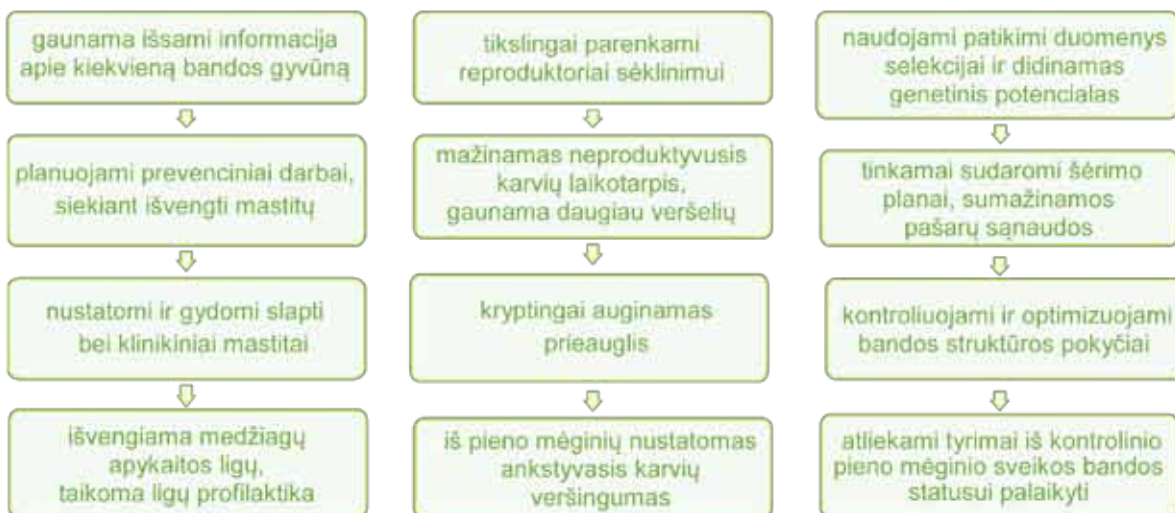 gaunama išsami informacija
apie kiekvieną bandos gyvūną
planuojami prevenciniai darbai,
siekiant išvengti mastitų
nustatomi ir gydomi slapti
bei klinikiniai mastitai
išvengiama medžiagų
apykaitos ligų,
taikoma ligų profilaktika
tikslingai parenkami
reproduktoriai sėklinimui
mažinamas neproduktyvusis
karvių laikotarpis,
gaunama daugiau veršelių
kryptingai auginamas
prieauglis
iš pieno mėginių nustatomas
ankstyvasis karvių
veršingumas
naudojami patikimi duomenys
selekcijai ir didinamas
genetinis potencialas
tinkamai sudaromi šėrimo
planai, sumažinamos
pašarų sąnaudos
kontroliuojami ir optimizuojami
bandos struktūros pokyčiai
atliekami tyrimai iš kontrolinio
pieno mėginio sveikos bandos
statusui palaikyti